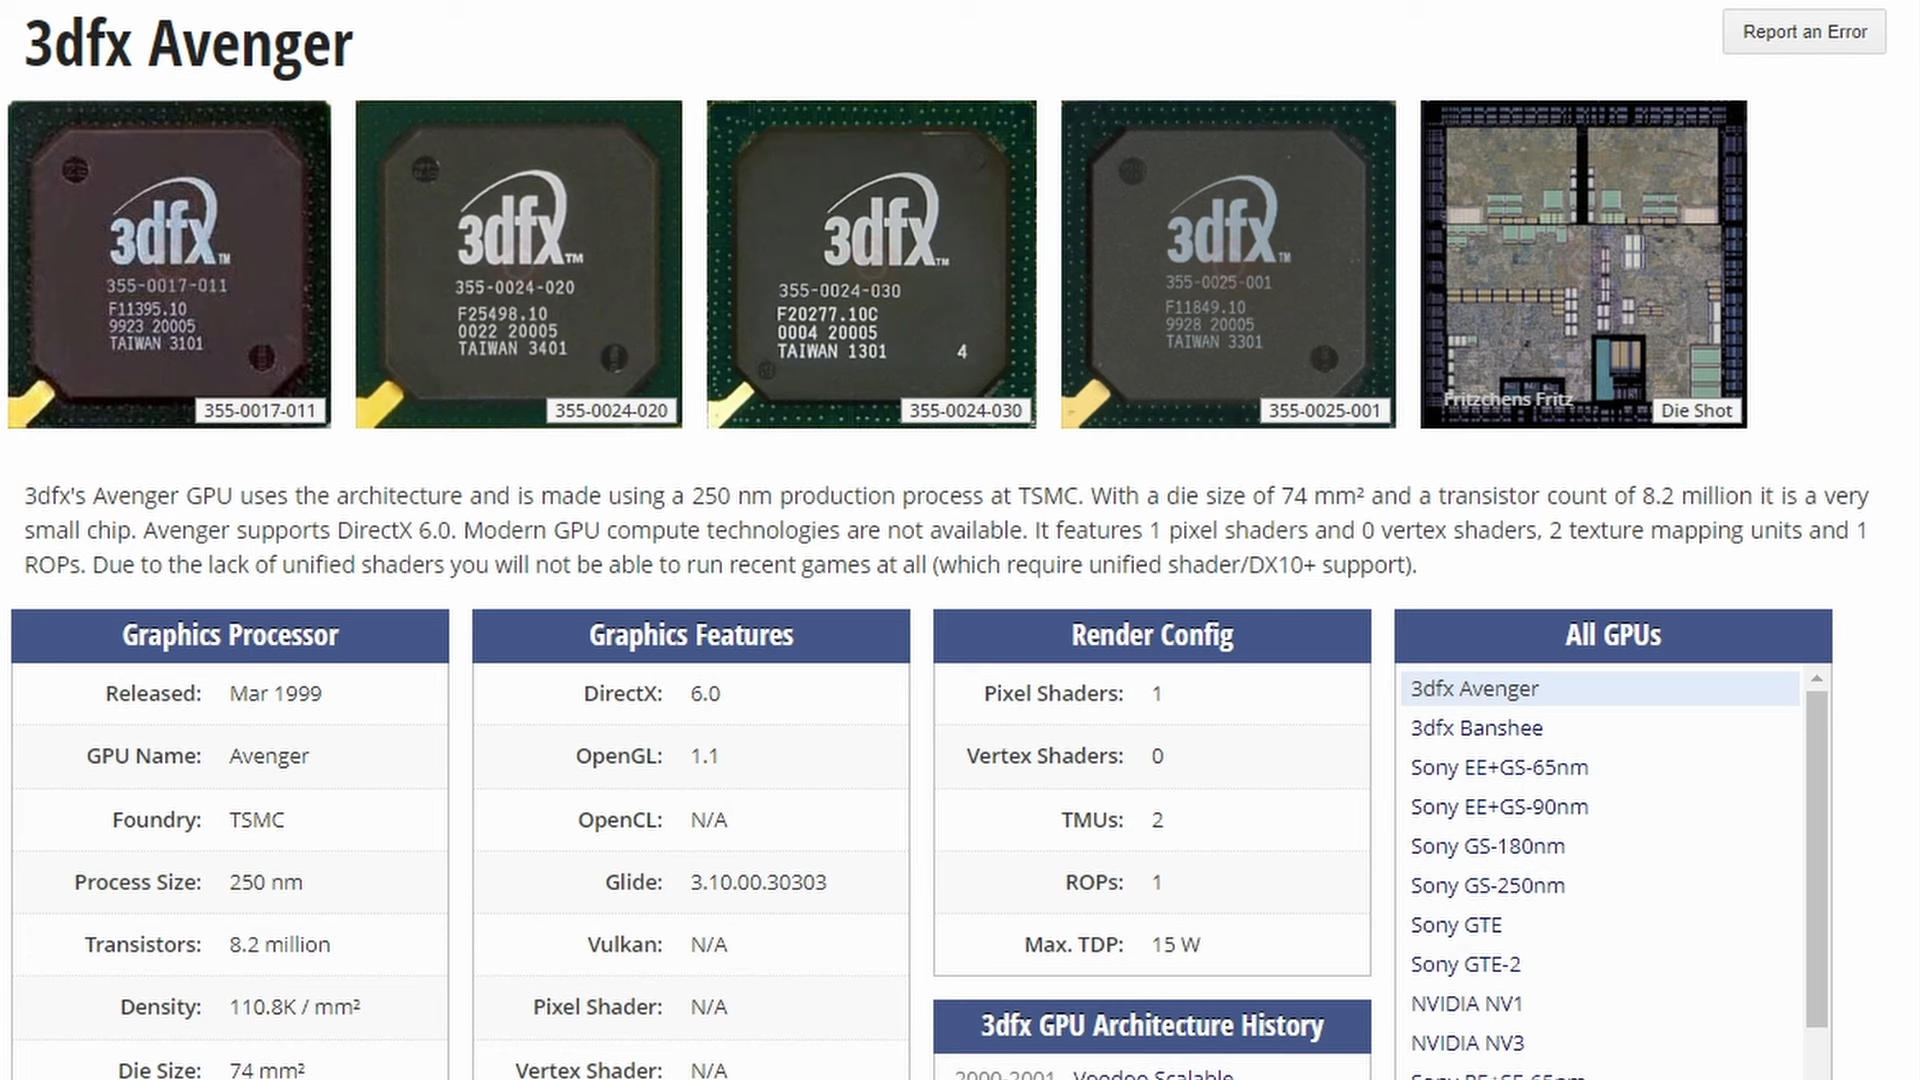 3dfx Avenger
Report an Error
3dfx™
355-0017-011
F11395.10
9923 20005
TAIWAN 3101
355-0017-011
3dfx™
355-0024-020
F25498.10
0022 20005
TAIWAN 3401
355-0024-020
3dfx™
355-0024-030
F20277.10C
0004 20005
TAIWAN 1301 4
355-0024-030
3dfx™
355-0025-001
F11849.10
9928 20005
TAIWAN 3301
355-0025-001
Fritzchens Fritz
Die Shot
3dfx's Avenger GPU uses the architecture and is made using a 250 nm production process at TSMC. With a die size of 74 mm² and a transistor count of 8.2 million it is a very
small chip. Avenger supports DirectX 6.0. Modern GPU compute technologies are not available. It features 1 pixel shaders and 0 vertex shaders, 2 texture mapping units and 1
ROPs. Due to the lack of unified shaders you will not be able to run recent games at all (which require unified shader/DX10+ support).
Graphics Processor
Released: Mar 1999
GPU Name: Avenger
Foundry: TSMC
Process Size: 250 nm
Transistors: 8.2 million
Density: 110.8K / mm²
Die Size: 74 mm²
Graphics Features
DirectX: 6.0
OpenGL: 1.1
OpenCL: N/A
Glide: 3.10.00.30303
Vulkan: N/A
Pixel Shader: N/A
Vertex Shader: N/A
Render Config
Pixel Shaders: 1
Vertex Shaders: 0
TMUs: 2
ROPs: 1
Max. TDP: 15 W
3dfx GPU Architecture History
2000-2001 Voodoo Scalable
All GPUs
3dfx Avenger
3dfx Banshee
Sony EE+GS-65nm
Sony EE+GS-90nm
Sony GS-180nm
Sony GS-250nm
Sony GTE
Sony GTE-2
NVIDIA NV1
NVIDIA NV3